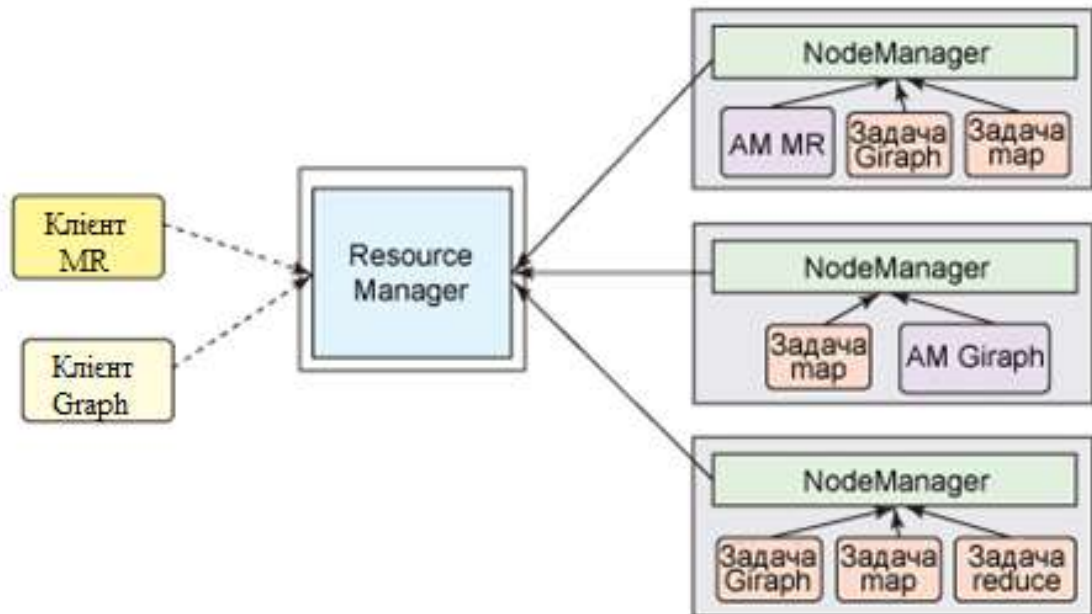 Клієнт
MR
Клієнт
Graph
Resource
Manager
NodeManager
AM MR
Задача
Giraph
Задача
map
NodeManager
Задача
map
AM Giraph
NodeManager
Задача
Giraph
Задача
map
Задача
reduce